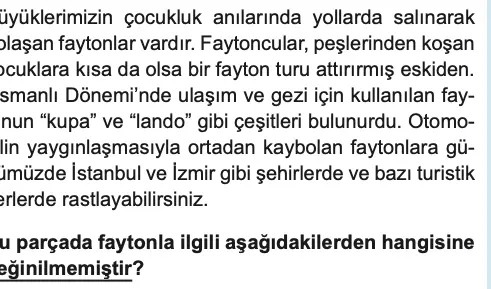 üyüklerimizin çocukluk anılarında yollarda salınarak
olaşan faytonlar vardır. Faytoncular, peşlerinden koşan
ocuklara kısa da olsa bir fayton turu attırırmış eskiden.
smanlı Dönemi’nde ulaşım ve gezi için kullanılan fay-
nun “kupa” ve “lando” gibi çeşitleri bulunurdu. Otomo-
lin yaygınlaşmasıyla ortadan kaybolan faytonlara gü-
ümüzde İstanbul ve İzmir gibi şehirlerde ve bazı turistik
erlerde rastlayabilirsiniz.
u parçada faytonla ilgili aşağıdakilerden hangisine
eğinilmemiştir?